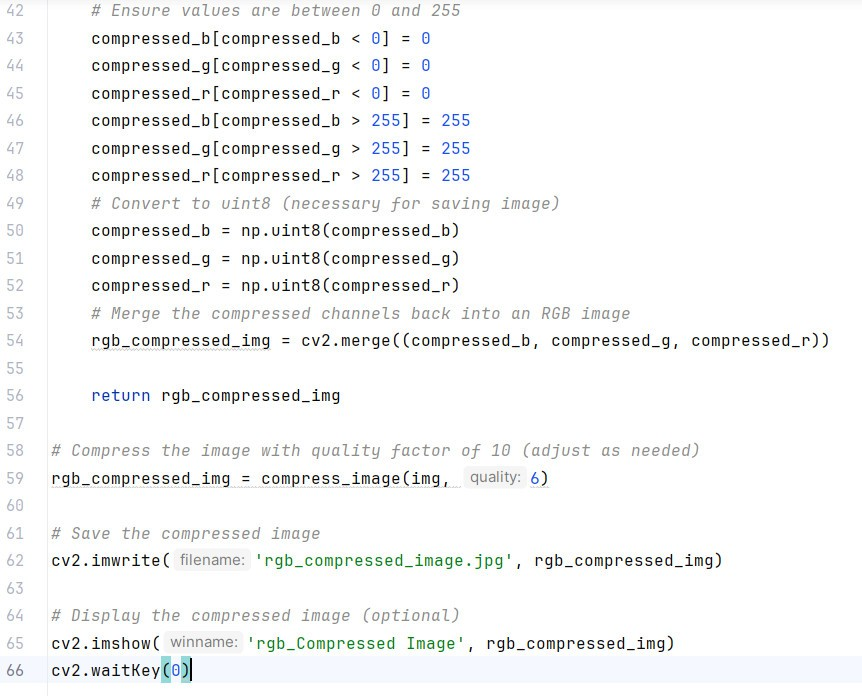 42 # Ensure values are between 0 and 255
43 compressed_b[compressed_b < 0] = 0
44 compressed_g[compressed_g < 0] = 0
45 compressed_r[compressed_r < 0] = 0
46 compressed_b[compressed_b > 255] = 255
47 compressed_g[compressed_g > 255] = 255
48 compressed_r[compressed_r > 255] = 255
49 # Convert to uint8 (necessary for saving image)
50 compressed_b = np.uint8(compressed_b)
51 compressed_g = np.uint8(compressed_g)
52 compressed_r = np.uint8(compressed_r)
53 # Merge the compressed channels back into an RGB image
54 rgb_compressed_img = cv2.merge((compressed_b, compressed_g, compressed_r))
55
56 return rgb_compressed_img
57
58 # Compress the image with quality factor of 10 (adjust as needed)
59 rgb_compressed_img = compress_image(img, quality: 6)
60
61 # Save the compressed image
62 cv2.imwrite( filename: 'rgb_compressed_image.jpg', rgb_compressed_img)
63
64 # Display the compressed image (optional)
65 cv2.imshow( winname: 'rgb_Compressed Image', rgb_compressed_img)
66 cv2.waitKey(0)